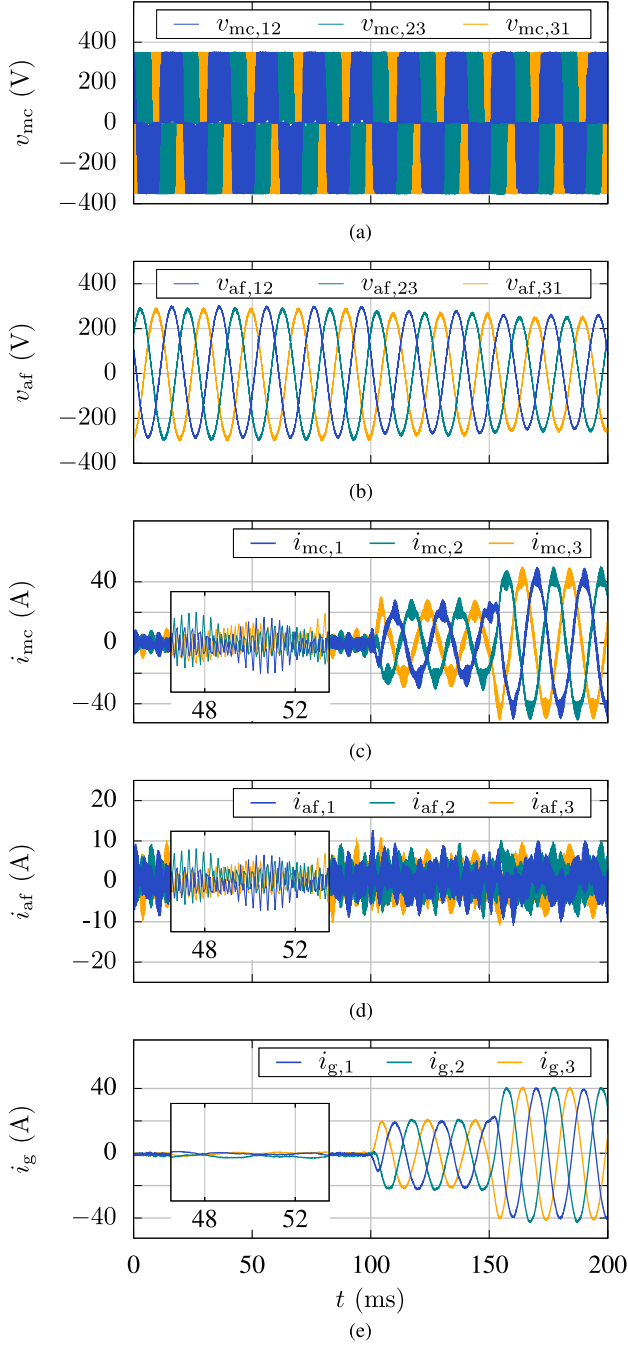 v_mc,12 v_mc,23 v_mc,31
400
200
0
−200
−400
v_mc (V)
(a)
v_af,12 v_af,23 v_af,31
400
200
0
−200
−400
v_af (V)
(b)
i_mc,1 i_mc,2 i_mc,3
40
0
−40
i_mc (A)
48 52
(c)
i_af,1 i_af,2 i_af,3
20
10
0
-10
−20
i_af (A)
48 52
(d)
i_g,1 i_g,2 i_g,3
40
0
−40
i_g (A)
48 52
0 50 100 150 200
t (ms)
(e)